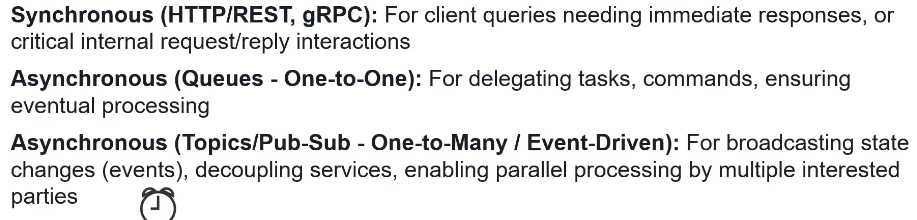 Synchronous (HTTP/REST, gRPC): For client queries needing immediate responses, or
critical internal request/reply interactions
Asynchronous (Queues - One-to-One): For delegating tasks, commands, ensuring
eventual processing
Asynchronous (Topics/Pub-Sub - One-to-Many / Event-Driven): For broadcasting state
changes (events), decoupling services, enabling parallel processing by multiple interested
parties